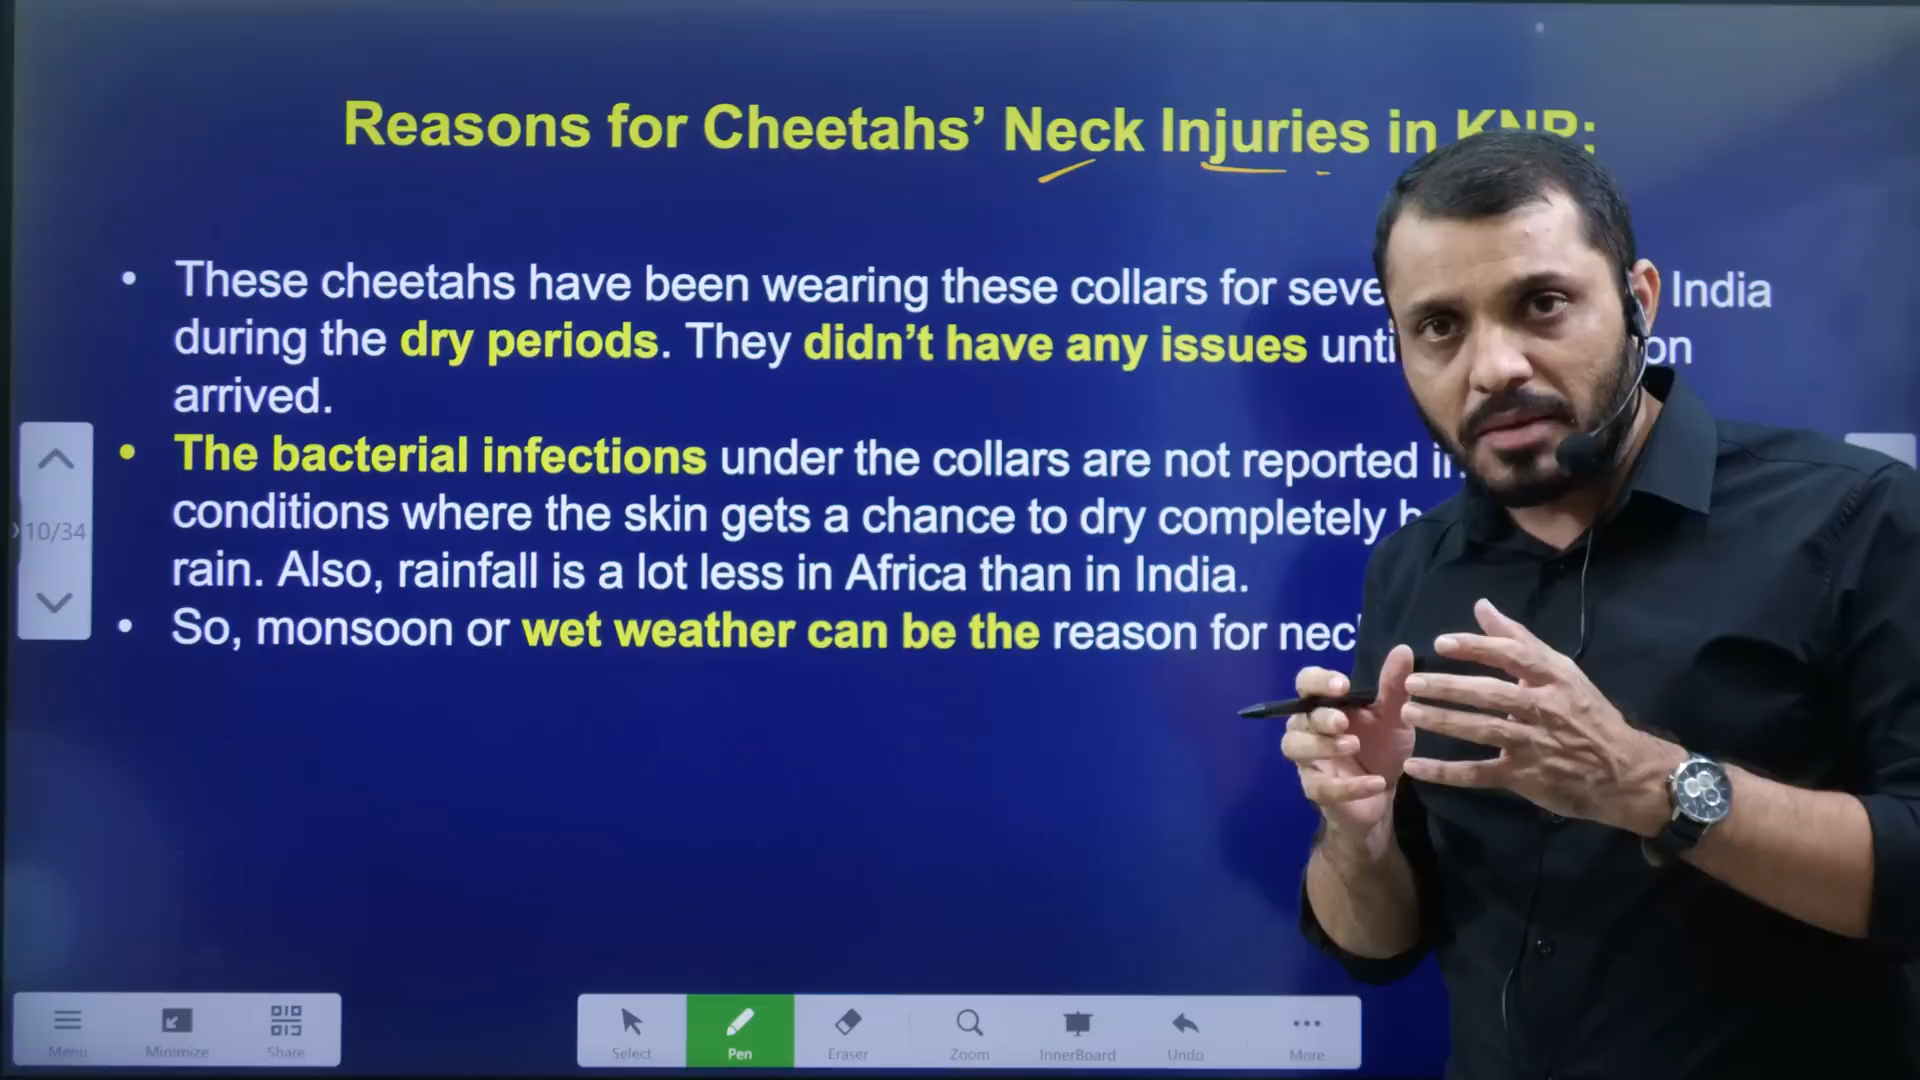 Reasons for Cheetahs’ Neck Injuries in KNP:
• These cheetahs have been wearing these collars for India
during the dry periods. They didn’t have any issues
arrived.
• The bacterial infections under the collars are not reported
conditions where the skin gets a chance to dry completely
rain. Also, rainfall is a lot less in Africa than in India.
• So, monsoon or wet weather can be the reason for
10/34
Menu
Minimize
Share
Select
Pen
Eraser
Zoom
InnerBoard
Undo
More